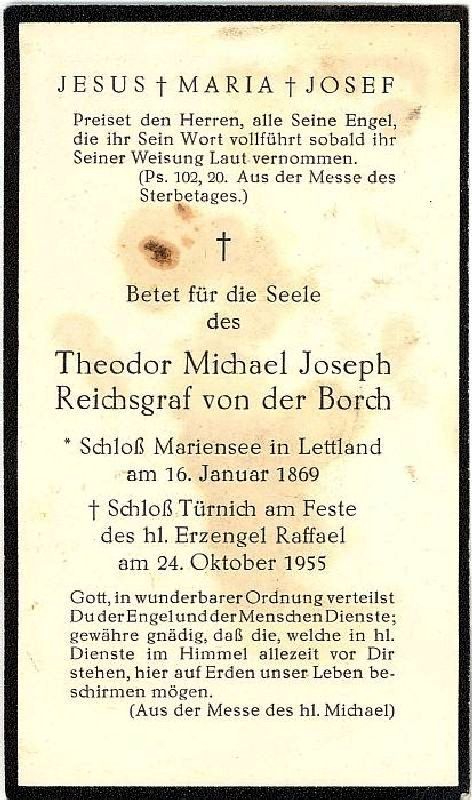 JESUS † MARIA † JOSEF
Preiset den Herren, alle Seine Engel,
die ihr Sein Wort vollführt sobald ihr
Seiner Weisung Laut vernommen.
(Ps. 102, 20. Aus der Messe des
Sterbetages.)
†
Betet für die Seele
des
Theodor Michael Joseph
Reichsgraf von der Borch
* Schloß Mariensee in Lettland
am 16. Januar 1869
† Schloß Türnich am Feste
des hl. Erzengel Raffael
am 24. Oktober 1955
Gott, in wunderbarer Ordnung verteilst
Du der Engel und der Menschen Dienste;
gewähre gnädig, daß die, welche in hl.
Dienste im Himmel allezeit vor Dir
stehen, hier auf Erden unser Leben be-
schirmen mögen.
(Aus der Messe des hl. Michael)